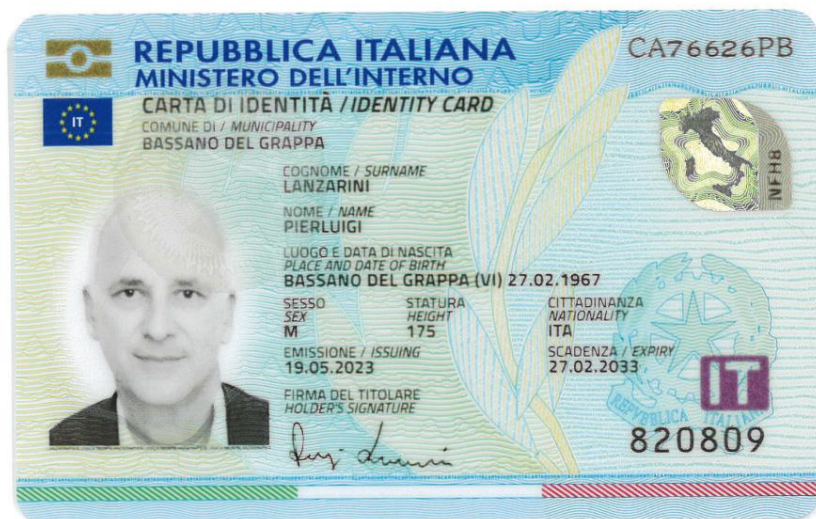 REPUBBLICA ITALIANA
MINISTERO DELL'INTERNO
CA76626PB
IT
CARTA DI IDENTITÀ / IDENTITY CARD
COMUNE DI / MUNICIPALITY
BASSANO DEL GRAPPA
NFH8
COGNOME / SURNAME
LANZARINI
NOME / NAME
PIERLUIGI
LUOGO E DATA DI NASCITA
PLACE AND DATE OF BIRTH
BASSANO DEL GRAPPA (VI) 27.02.1967
SESSO STATURA CITTADINANZA
SEX HEIGHT NATIONALITY
M 175 ITA
EMISSIONE / ISSUING SCADENZA / EXPIRY
19.05.2023 27.02.2033
IT
FIRMA DEL TITOLARE
HOLDER'S SIGNATURE
REPVBBLICA ITALIANA
820809